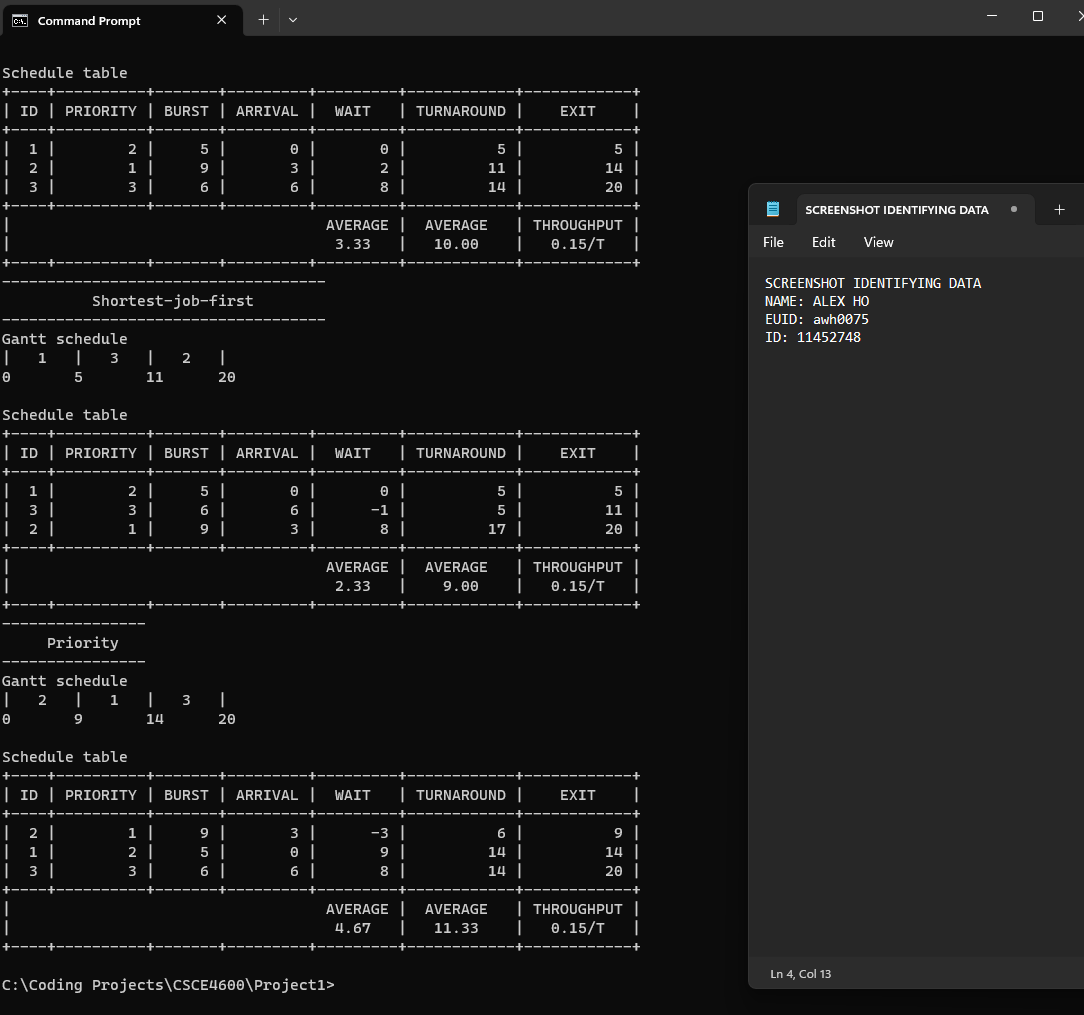 Command Prompt
Schedule table
+----+----------+-------+---------+---------+------------+------------+
| ID | PRIORITY | BURST | ARRIVAL |  WAIT   | TURNAROUND |    EXIT    |
+----+----------+-------+---------+---------+------------+------------+
|  1 |        2 |     5 |       0 |       0 |          5 |          5 |
|  2 |        1 |     9 |       3 |       2 |         11 |         14 |
|  3 |        3 |     6 |       6 |       8 |         14 |         20 |
+----+----------+-------+---------+---------+------------+------------+
|                                   AVERAGE |  AVERAGE   | THROUGHPUT |
|                                    3.33   |   10.00    |   0.15/T   |
+----+----------+-------+---------+---------+------------+------------+
------------------------------------
          Shortest-job-first
------------------------------------
Gantt schedule
|   1   |   3   |   2   |
0       5       11      20
Schedule table
+----+----------+-------+---------+---------+------------+------------+
| ID | PRIORITY | BURST | ARRIVAL |  WAIT   | TURNAROUND |    EXIT    |
+----+----------+-------+---------+---------+------------+------------+
|  1 |        2 |     5 |       0 |       0 |          5 |          5 |
|  3 |        3 |     6 |       6 |      -1 |          5 |         11 |
|  2 |        1 |     9 |       3 |       8 |         17 |         20 |
+----+----------+-------+---------+---------+------------+------------+
|                                   AVERAGE |  AVERAGE   | THROUGHPUT |
|                                    2.33   |    9.00    |   0.15/T   |
+----+----------+-------+---------+---------+------------+------------+
----------------
     Priority
----------------
Gantt schedule
|   2   |   1   |   3   |
0       9       14      20
Schedule table
+----+----------+-------+---------+---------+------------+------------+
| ID | PRIORITY | BURST | ARRIVAL |  WAIT   | TURNAROUND |    EXIT    |
+----+----------+-------+---------+---------+------------+------------+
|  2 |        1 |     9 |       3 |      -3 |          6 |          9 |
|  1 |        2 |     5 |       0 |       9 |         14 |         14 |
|  3 |        3 |     6 |       6 |       8 |         14 |         20 |
+----+----------+-------+---------+---------+------------+------------+
|                                   AVERAGE |  AVERAGE   | THROUGHPUT |
|                                    4.67   |   11.33    |   0.15/T   |
+----+----------+-------+---------+---------+------------+------------+
C:\Coding Projects\CSCE4600\Project1>
SCREENSHOT IDENTIFYING DATA
File Edit View
SCREENSHOT IDENTIFYING DATA
NAME: ALEX HO
EUID: awh0075
ID: 11452748
Ln 4, Col 13